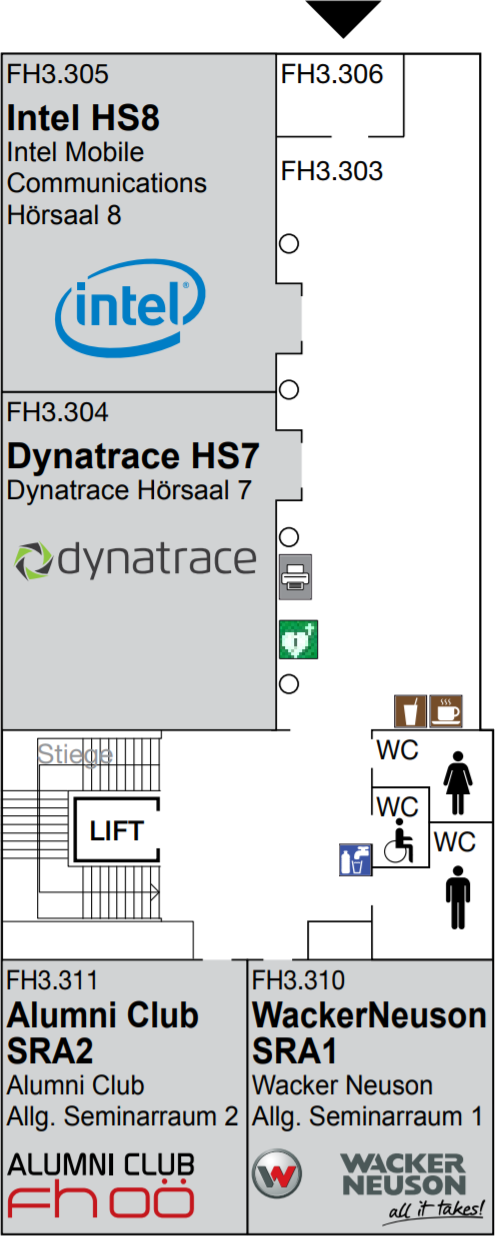 FH3.305
Intel HS8
Intel Mobile
Communications
Hörsaal 8
intel®
FH3.306
FH3.303
FH3.304
Dynatrace HS7
Dynatrace Hörsaal 7
dynatrace
Stiege
LIFT
WC
WC
WC
FH3.311
Alumni Club
SRA2
Alumni Club
Allg. Seminarraum 2
ALUMNI CLUB
Fh OÖ
FH3.310
WackerNeuson
SRA1
Wacker Neuson
Allg. Seminarraum 1
W
WACKER
NEUSON
all it takes!